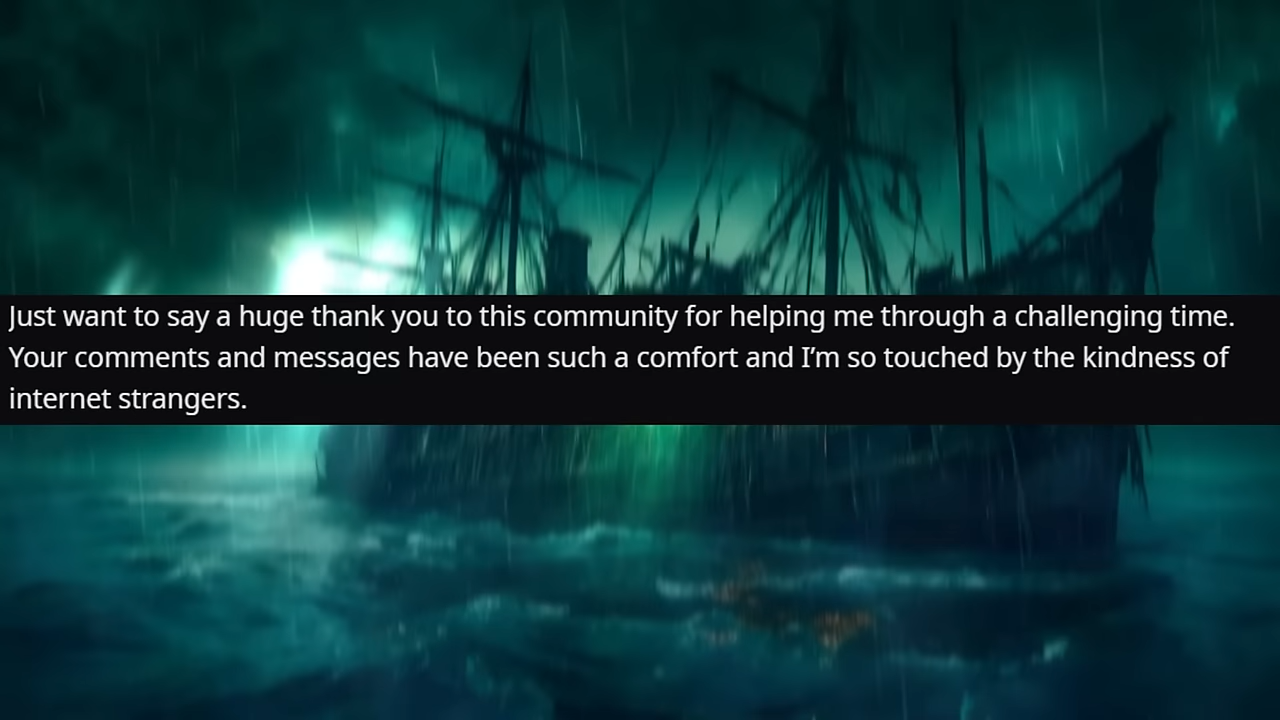 Just want to say a huge thank you to this community for helping me through a challenging time.
Your comments and messages have been such a comfort and I’m so touched by the kindness of
internet strangers.